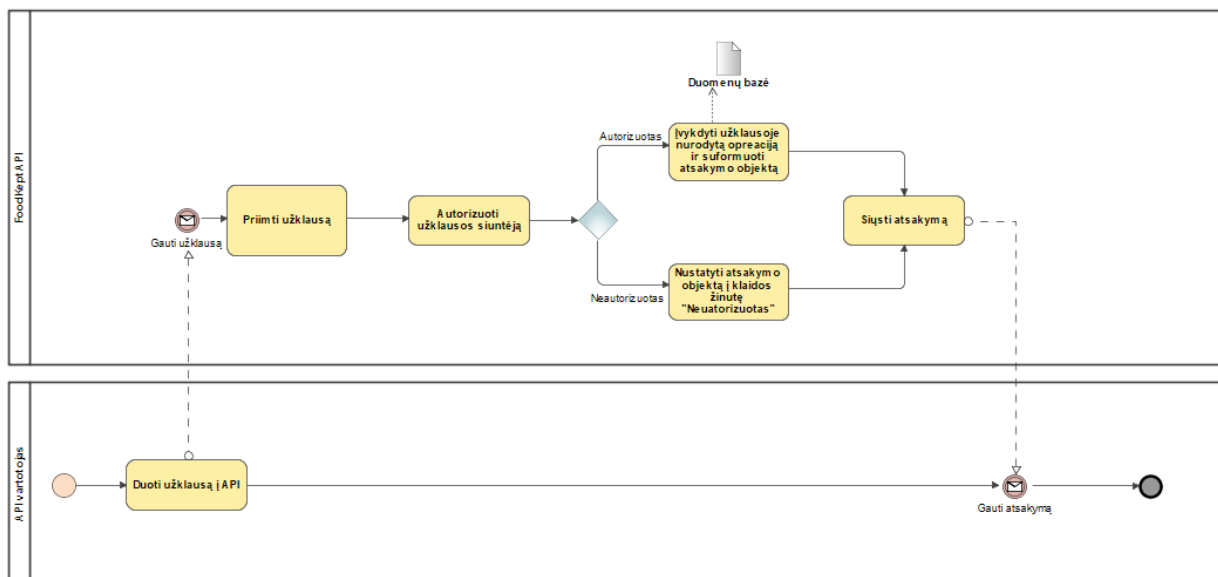 FoodKept API
Duomenų bazė
Autorizuotas
Įvykdyti užklausoje
nurodytą opreaciją
ir suformuoti
atsakymo objektą
Gauti užklausą
Priimti užklausą
Autorizuoti
užklausos siuntėją
Siųsti atsakymą
Neautorizuotas
Nustatyti atsakymo
objektą į klaidos
žinutę
"Neuatorizuotas"
API vartotojas
Duoti užklausą į API
Gauti atsakymą